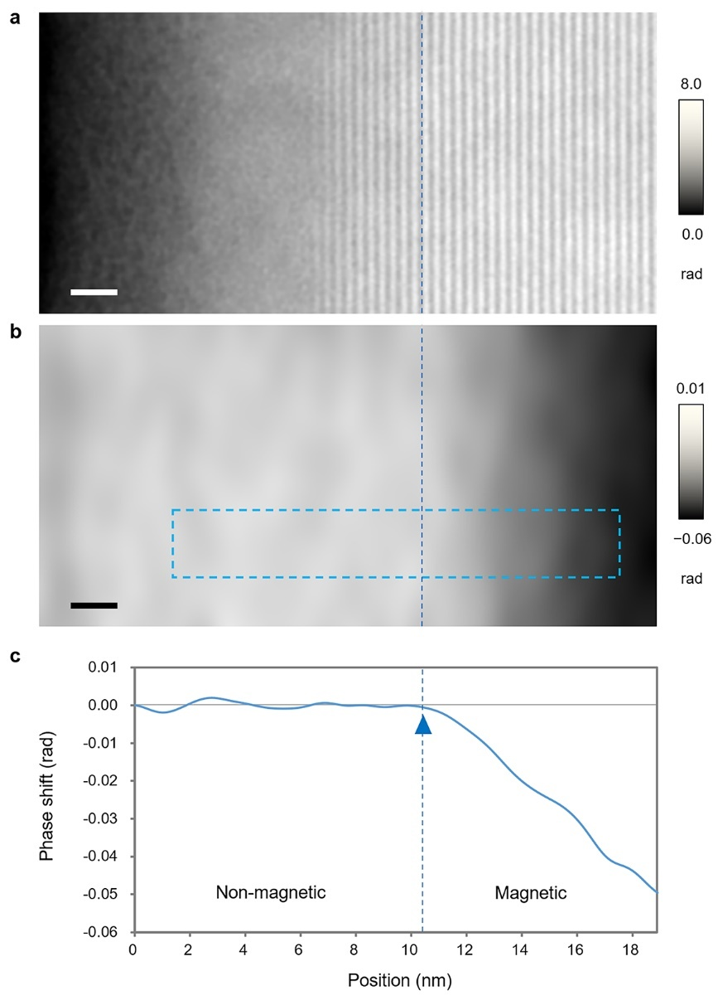 a
8.0
0.0
rad
b
0.01
−0.06
rad
c
0.01
0.00
-0.01
-0.02
-0.03
-0.04
-0.05
-0.06
Phase shift (rad)
Non-magnetic
Magnetic
0 2 4 6 8 10 12 14 16 18
Position (nm)